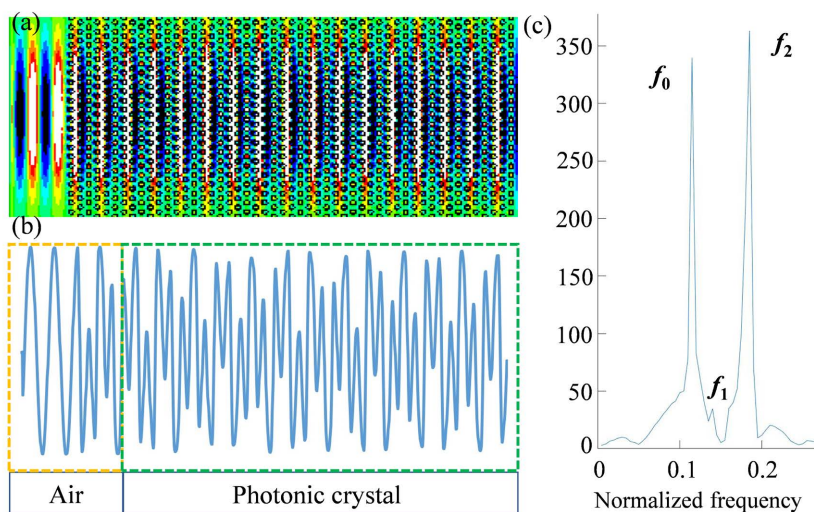 (a)
(b)
Air
Photonic crystal
(c)
350
300
250
200
150
100
50
0
f0
f1
f2
0
0.1
0.2
Normalized frequency